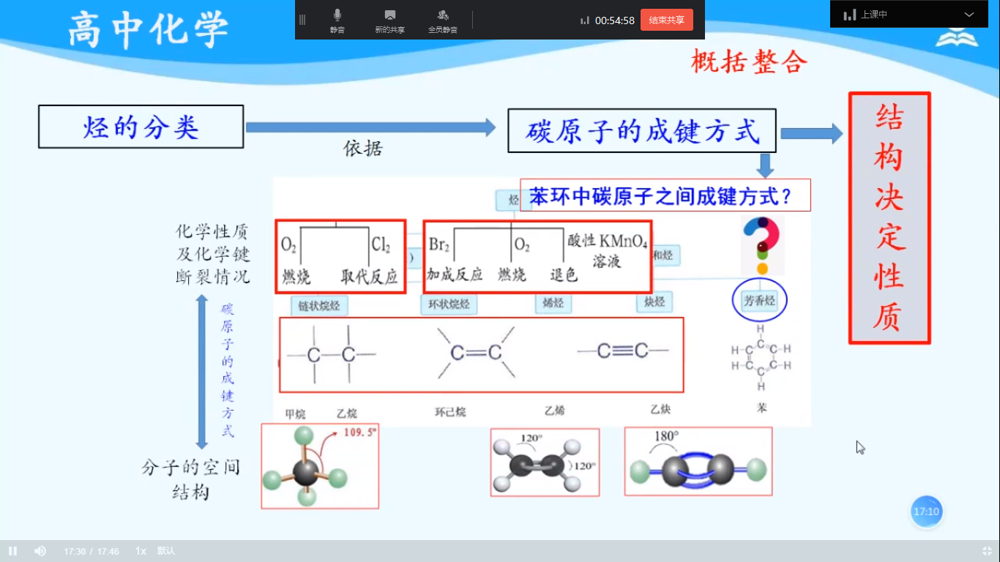 高中化学
静音
新的共享
全员静音
00:54:58
结束共享
上课中
概括整合
烃的分类
依据
碳原子的成键方式
结构决定性质
烃
苯环中碳原子之间成键方式？
化学性质
及化学键
断裂情况
O₂
Cl₂
燃烧
取代反应
）
Br₂
O₂
酸性 KMnO₄
溶液
加成反应
燃烧
退色
和烃
链状烷烃
环状烷烃
烯烃
炔烃
芳香烃
碳原子的成键方式
C—C
C=C
—C≡C—
H
C
H C C H
H C C H
C
H
甲烷
乙烷
环己烷
乙烯
乙炔
苯
分子的空间
结构
109.5°
120°
120°
180°
17:10
17:30 / 17:46
1x
默认